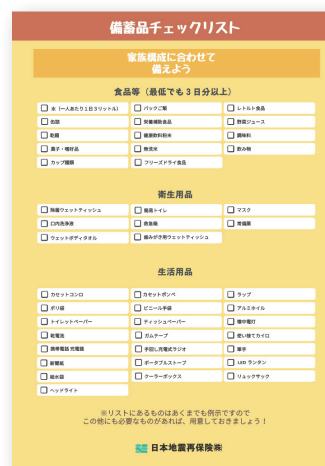 備蓄品チェックリスト
家族構成に合わせて
備えよう
食品等（最低でも3日分以上）
水（一人あたり1日3リットル）
パックご飯
レトルト食品
缶詰
栄養補助食品
野菜ジュース
乾麺
健康飲料粉末
調味料
菓子・嗜好品
無洗米
飲み物
カップ麺類
フリーズドライ食品
衛生用品
除菌ウェットティッシュ
簡易トイレ
マスク
口内洗浄液
救急箱
常備薬
ウェットボディタオル
歯みがき用ウェットティッシュ
生活用品
カセットコンロ
カセットボンベ
ラップ
ポリ袋
ビニール手袋
アルミホイル
トイレットペーパー
ティッシュペーパー
懐中電灯
乾電池
ガムテープ
使い捨てカイロ
携帯電話充電器
手回し充電式ラジオ
軍手
新聞紙
ポータブルストーブ
LED ランタン
給水袋
クーラーボックス
リュックサック
ヘッドライト
※リストにあるものはあくまでも例示ですので
この他にも必要なものがあれば、用意しておきましょう！
日本地震再保険㈱